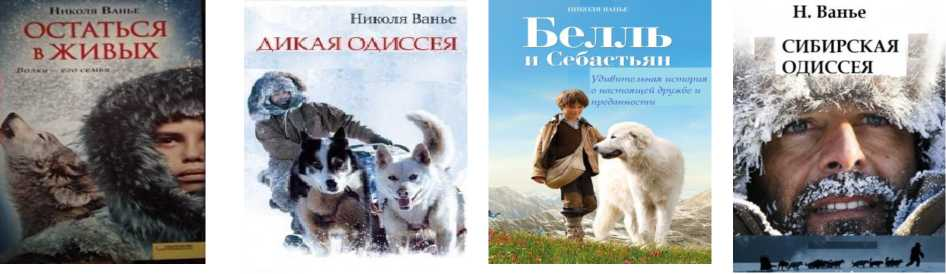 Николя Ванье
ОСТАТЬСЯ
В ЖИВЫХ
Волки – его семья
Николя Ванье
ДИКАЯ ОДИССЕЯ
НИКОЛЯ ВАНЬЕ
Белль
и Себастьян
Удивительная история
о настоящей дружбе и
преданности
Н. Ванье
СИБИРСКАЯ
ОДИССЕЯ